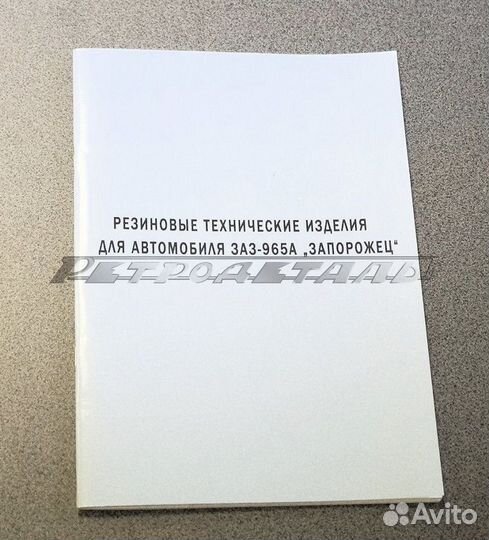 РЕЗИНОВЫЕ ТЕХНИЧЕСКИЕ ИЗДЕЛИЯ
ДЛЯ АВТОМОБИЛЯ ЗАЗ-965А „ЗАПОРОЖЕЦ“
РЕТРОДЕТАЛЬ
Avito